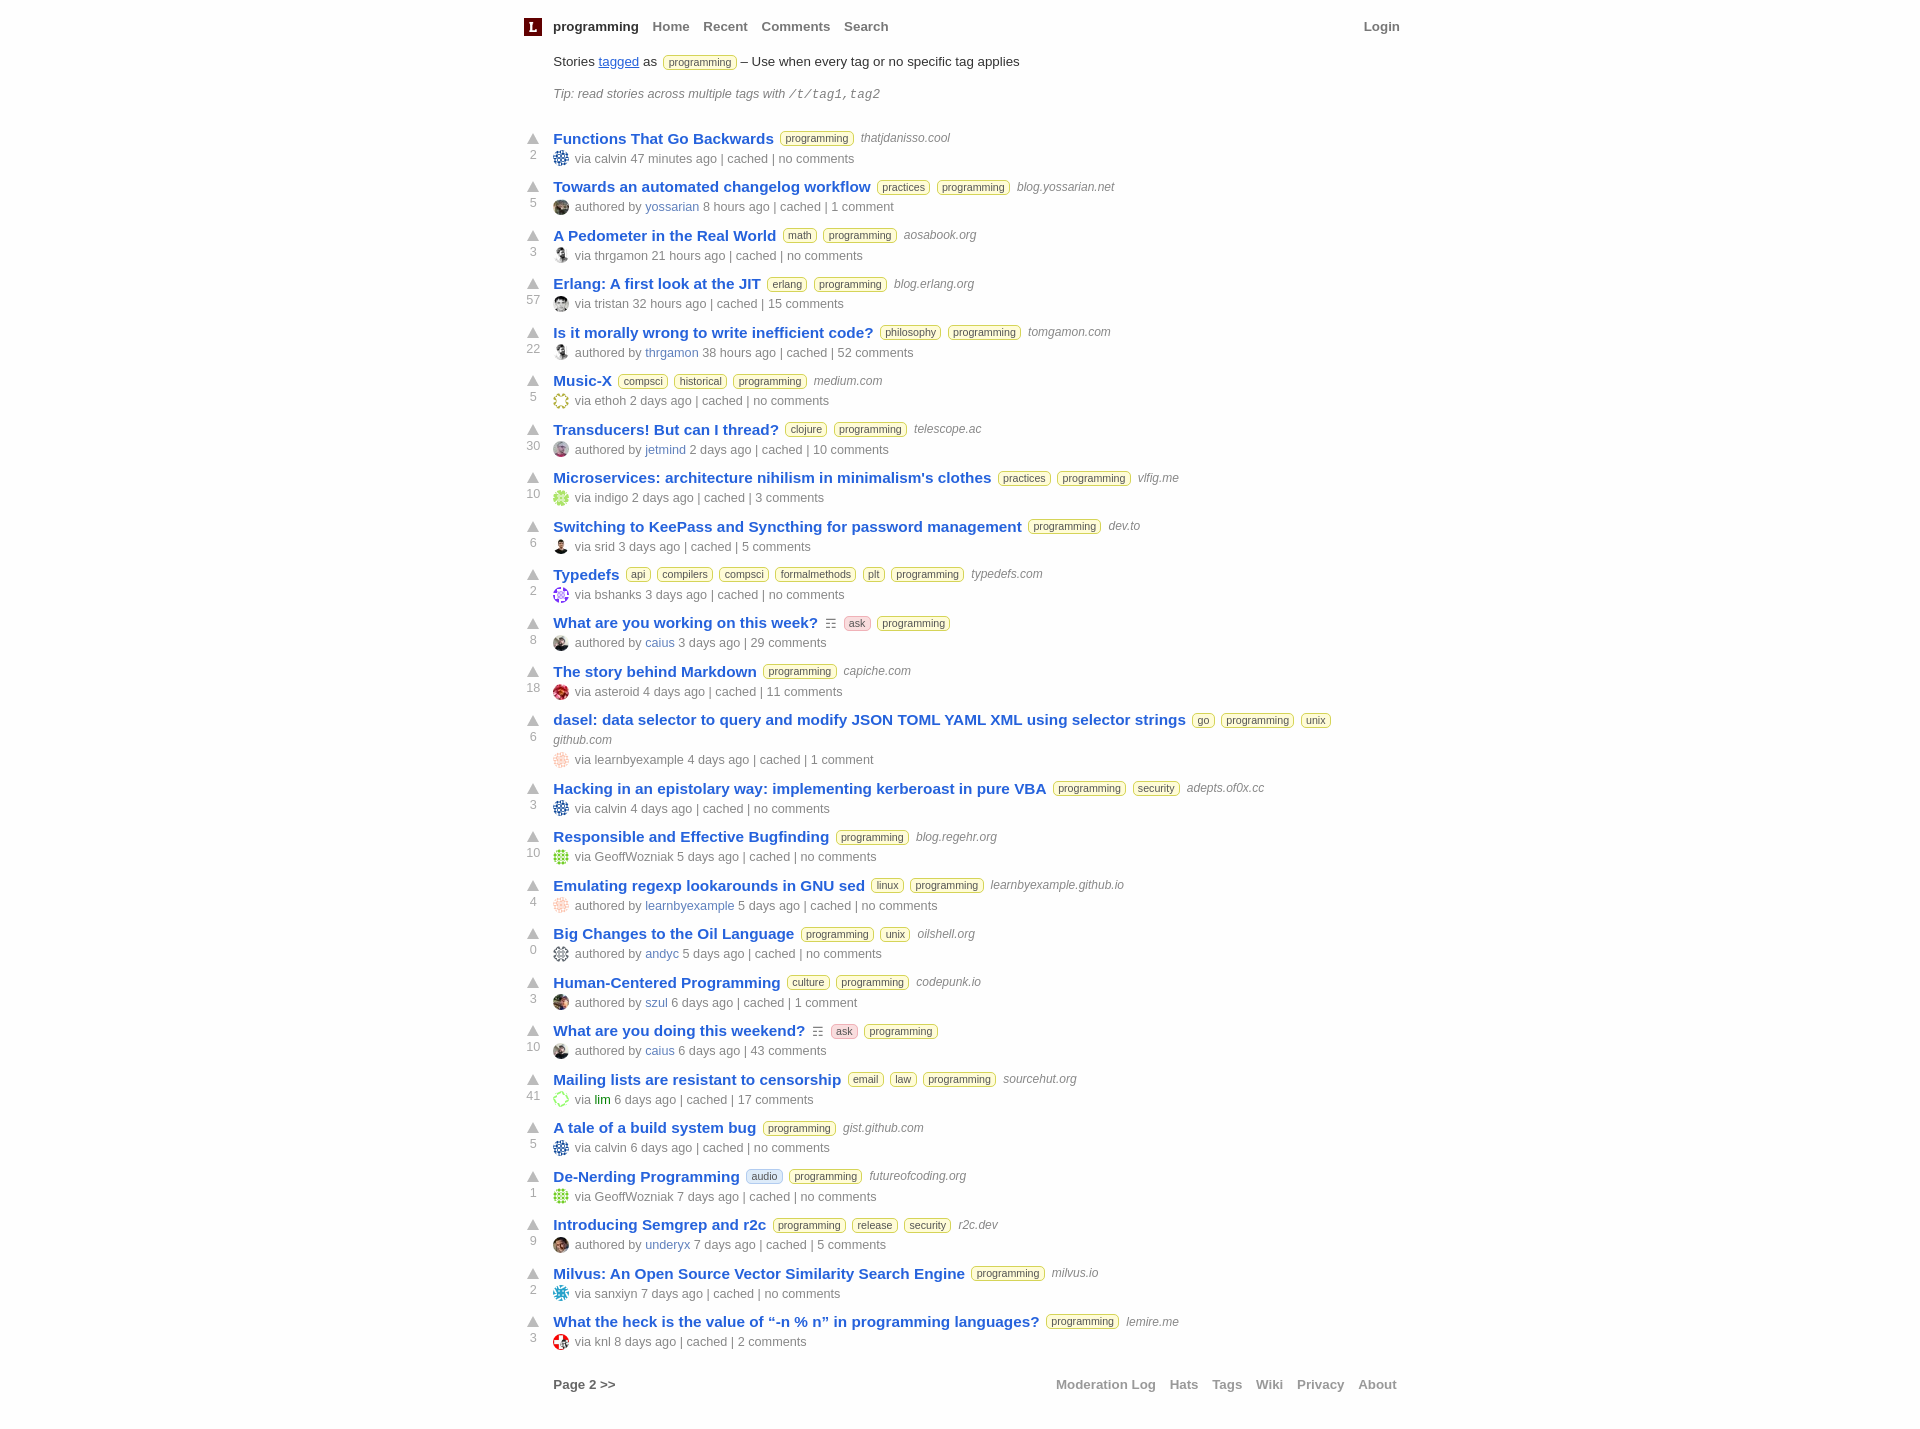 L programming Home Recent Comments Search Login
Stories tagged as programming – Use when every tag or no specific tag applies
Tip: read stories across multiple tags with /t/tag1,tag2
Functions That Go Backwards programming thatjdanisso.cool
2 via calvin 47 minutes ago | cached | no comments
Towards an automated changelog workflow practices programming blog.yossarian.net
5 authored by yossarian 8 hours ago | cached | 1 comment
A Pedometer in the Real World math programming aosabook.org
3 via thrgamon 21 hours ago | cached | no comments
Erlang: A first look at the JIT erlang programming blog.erlang.org
57 via tristan 32 hours ago | cached | 15 comments
Is it morally wrong to write inefficient code? philosophy programming tomgamon.com
22 authored by thrgamon 38 hours ago | cached | 52 comments
Music-X compsci historical programming medium.com
5 via ethoh 2 days ago | cached | no comments
Transducers! But can I thread? clojure programming telescope.ac
30 authored by jetmind 2 days ago | cached | 10 comments
Microservices: architecture nihilism in minimalism's clothes practices programming vlfig.me
10 via indigo 2 days ago | cached | 3 comments
Switching to KeePass and Syncthing for password management programming dev.to
6 via srid 3 days ago | cached | 5 comments
Typedefs api compilers compsci formalmethods plt programming typedefs.com
2 via bshanks 3 days ago | cached | no comments
What are you working on this week? ☶ ask programming
8 authored by caius 3 days ago | 29 comments
The story behind Markdown programming capiche.com
18 via asteroid 4 days ago | cached | 11 comments
dasel: data selector to query and modify JSON TOML YAML XML using selector strings go programming unix
github.com
6 via learnbyexample 4 days ago | cached | 1 comment
Hacking in an epistolary way: implementing kerberoast in pure VBA programming security adepts.of0x.cc
3 via calvin 4 days ago | cached | no comments
Responsible and Effective Bugfinding programming blog.regehr.org
10 via GeoffWozniak 5 days ago | cached | no comments
Emulating regexp lookarounds in GNU sed linux programming learnbyexample.github.io
4 authored by learnbyexample 5 days ago | cached | no comments
Big Changes to the Oil Language programming unix oilshell.org
0 authored by andyc 5 days ago | cached | no comments
Human-Centered Programming culture programming codepunk.io
3 authored by szul 6 days ago | cached | 1 comment
What are you doing this weekend? ☶ ask programming
10 authored by caius 6 days ago | 43 comments
Mailing lists are resistant to censorship email law programming sourcehut.org
41 via lim 6 days ago | cached | 17 comments
A tale of a build system bug programming gist.github.com
5 via calvin 6 days ago | cached | no comments
De-Nerding Programming audio programming futureofcoding.org
1 via GeoffWozniak 7 days ago | cached | no comments
Introducing Semgrep and r2c programming release security r2c.dev
9 authored by underyx 7 days ago | cached | 5 comments
Milvus: An Open Source Vector Similarity Search Engine programming milvus.io
2 via sanxiyn 7 days ago | cached | no comments
What the heck is the value of “-n % n” in programming languages? programming lemire.me
3 via knl 8 days ago | cached | 2 comments
Page 2 >> Moderation Log Hats Tags Wiki Privacy About